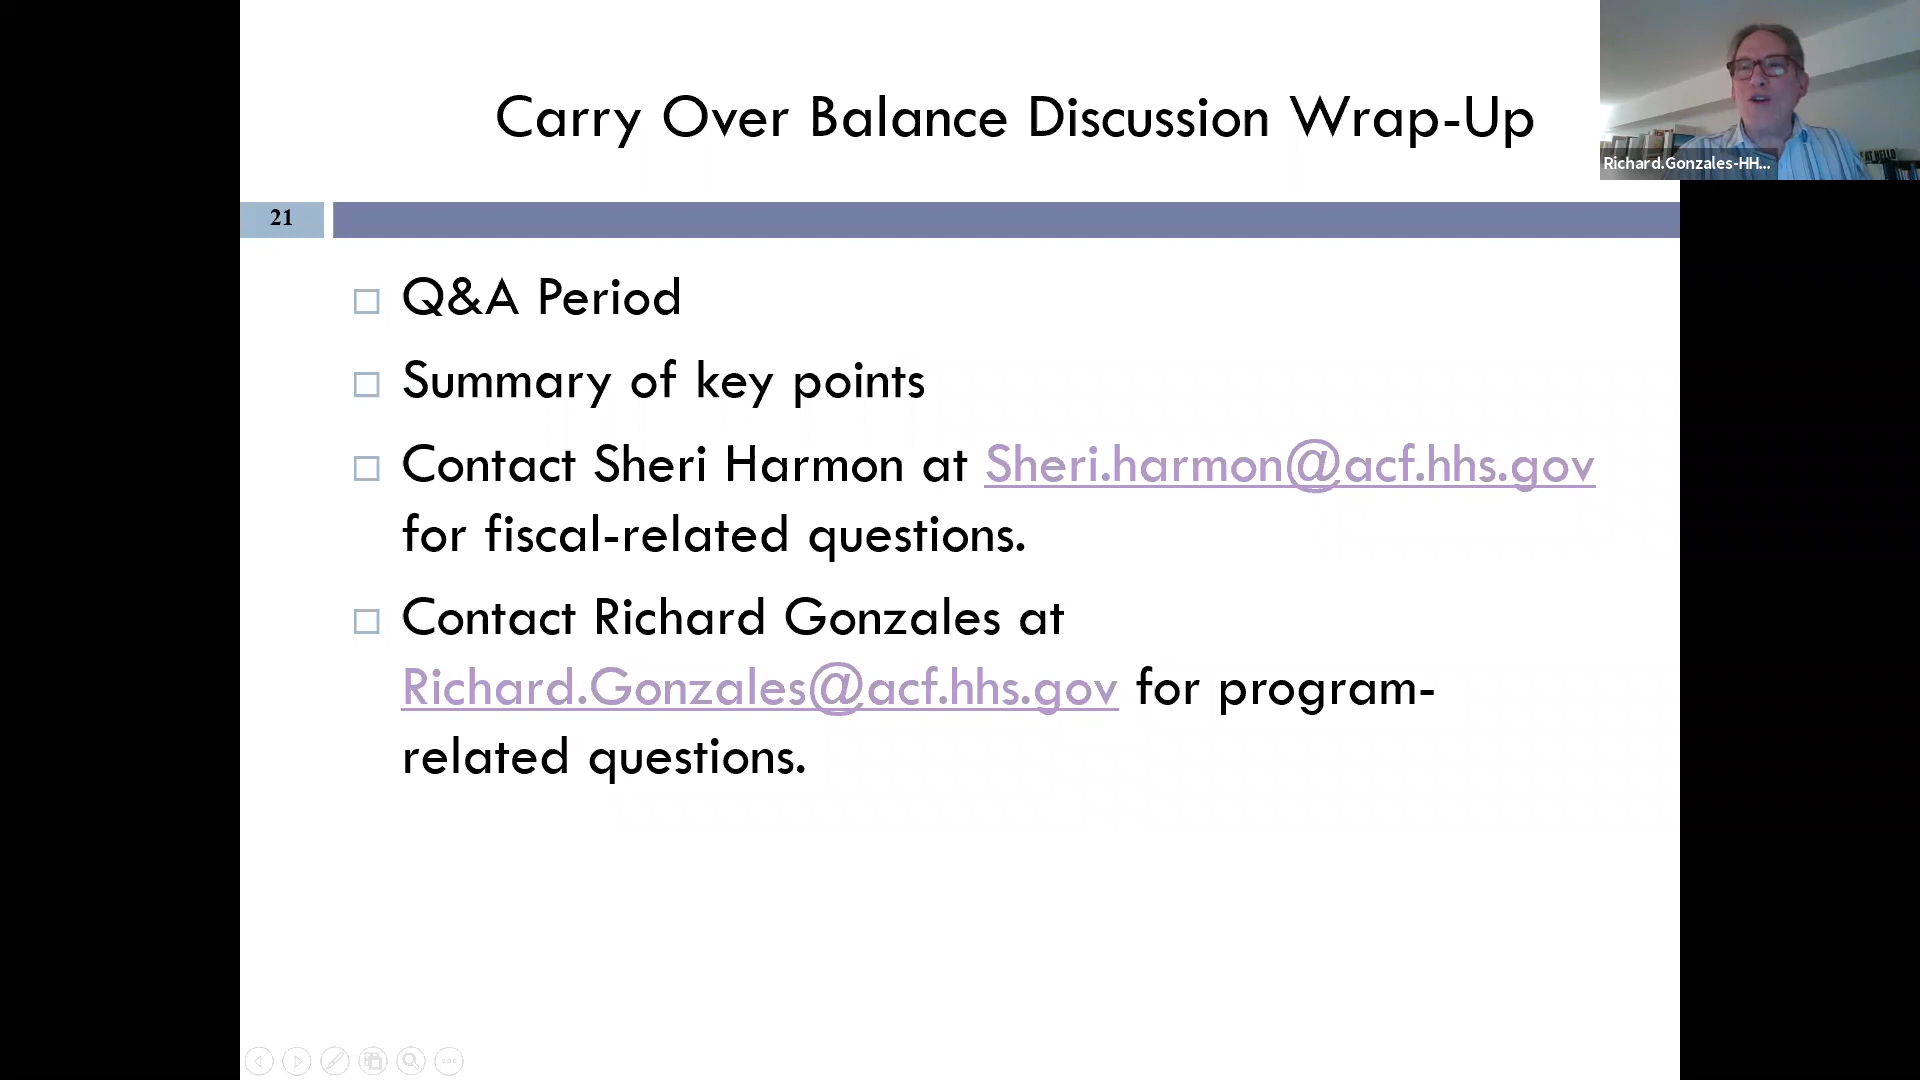 Carry Over Balance Discussion Wrap-Up
Richard.Gonzales-HH...
21
Q&A Period
Summary of key points
Contact Sheri Harmon at Sheri.harmon@acf.hhs.gov
for fiscal-related questions.
Contact Richard Gonzales at
Richard.Gonzales@acf.hhs.gov for program-
related questions.